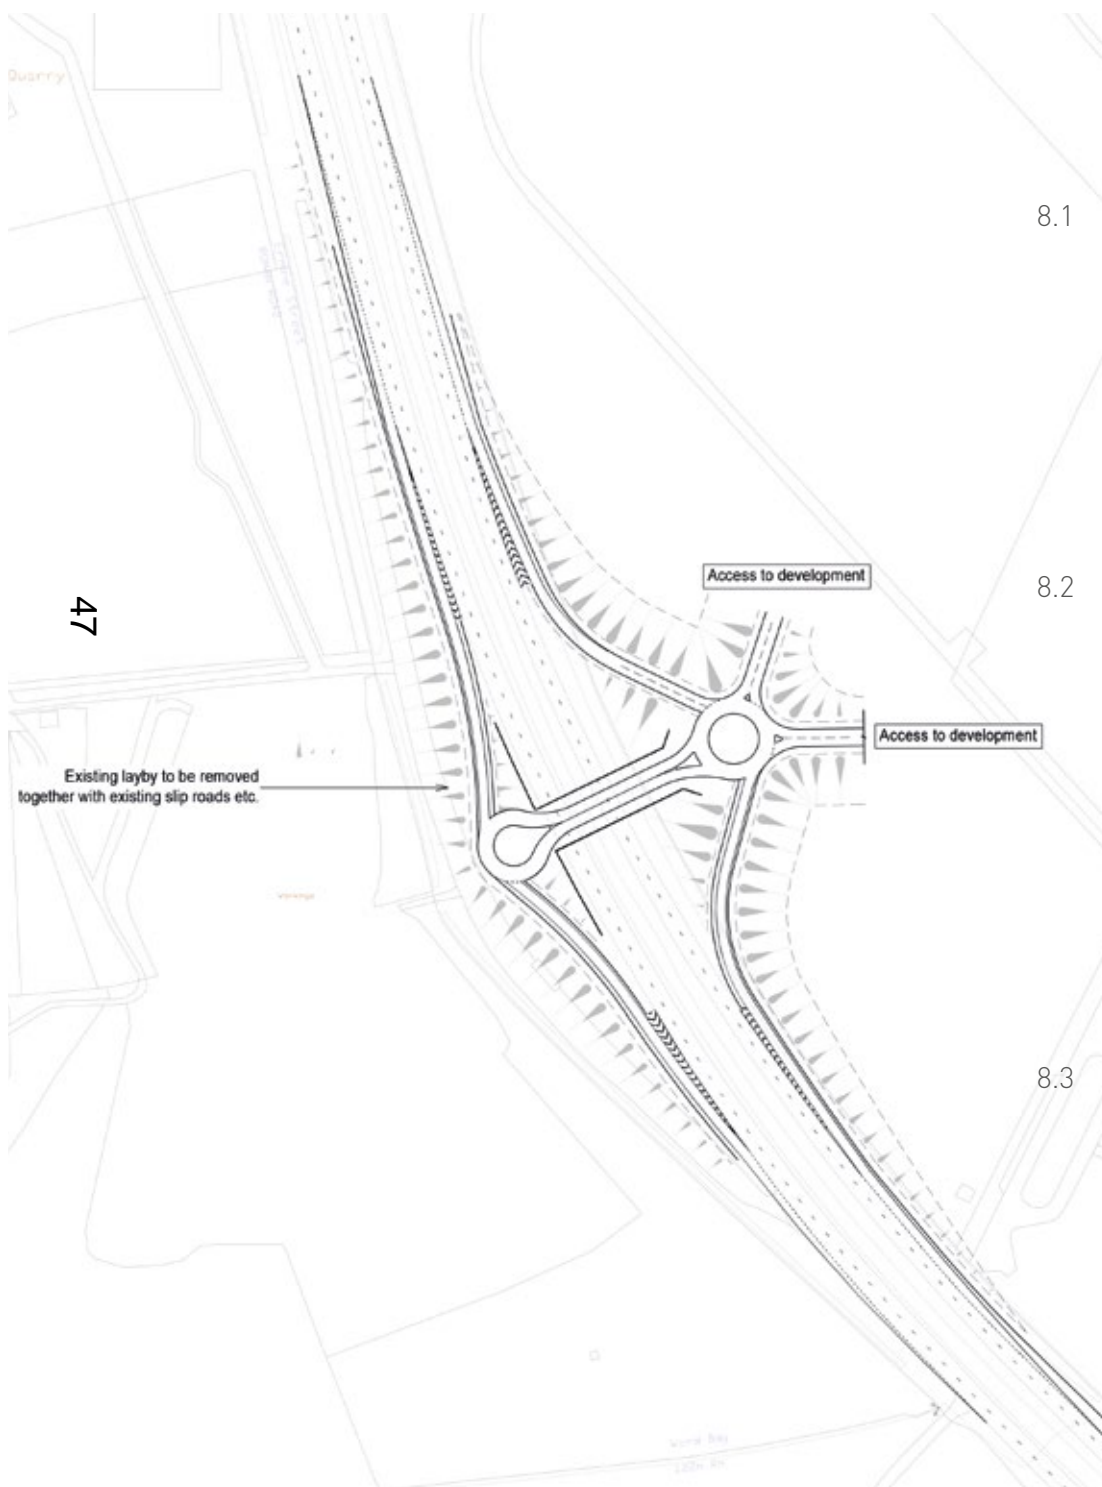 Quarry
8.1
Access to development
8.2
47
Access to development
Existing layby to be removed
together with existing slip roads etc.
8.3